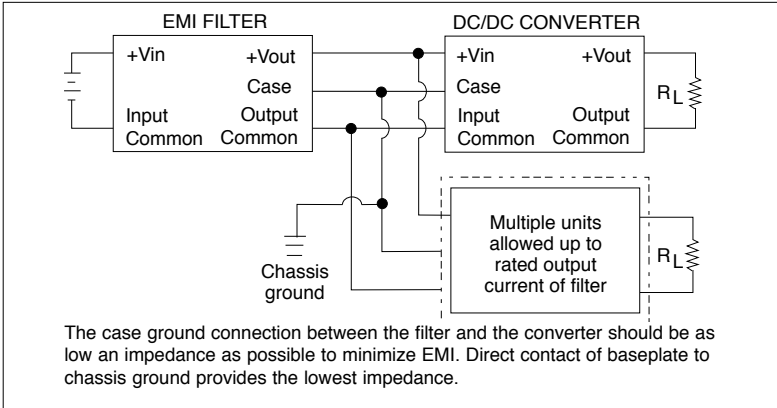 EMI FILTER
DC/DC CONVERTER
+Vin
+Vout
Case
Input
Common
Output
Common
+Vin
+Vout
Case
Input
Common
Output
Common
RL
Multiple units
allowed up to
rated output
current of filter
RL
Chassis
ground
The case ground connection between the filter and the converter should be as
low an impedance as possible to minimize EMI. Direct contact of baseplate to
chassis ground provides the lowest impedance.